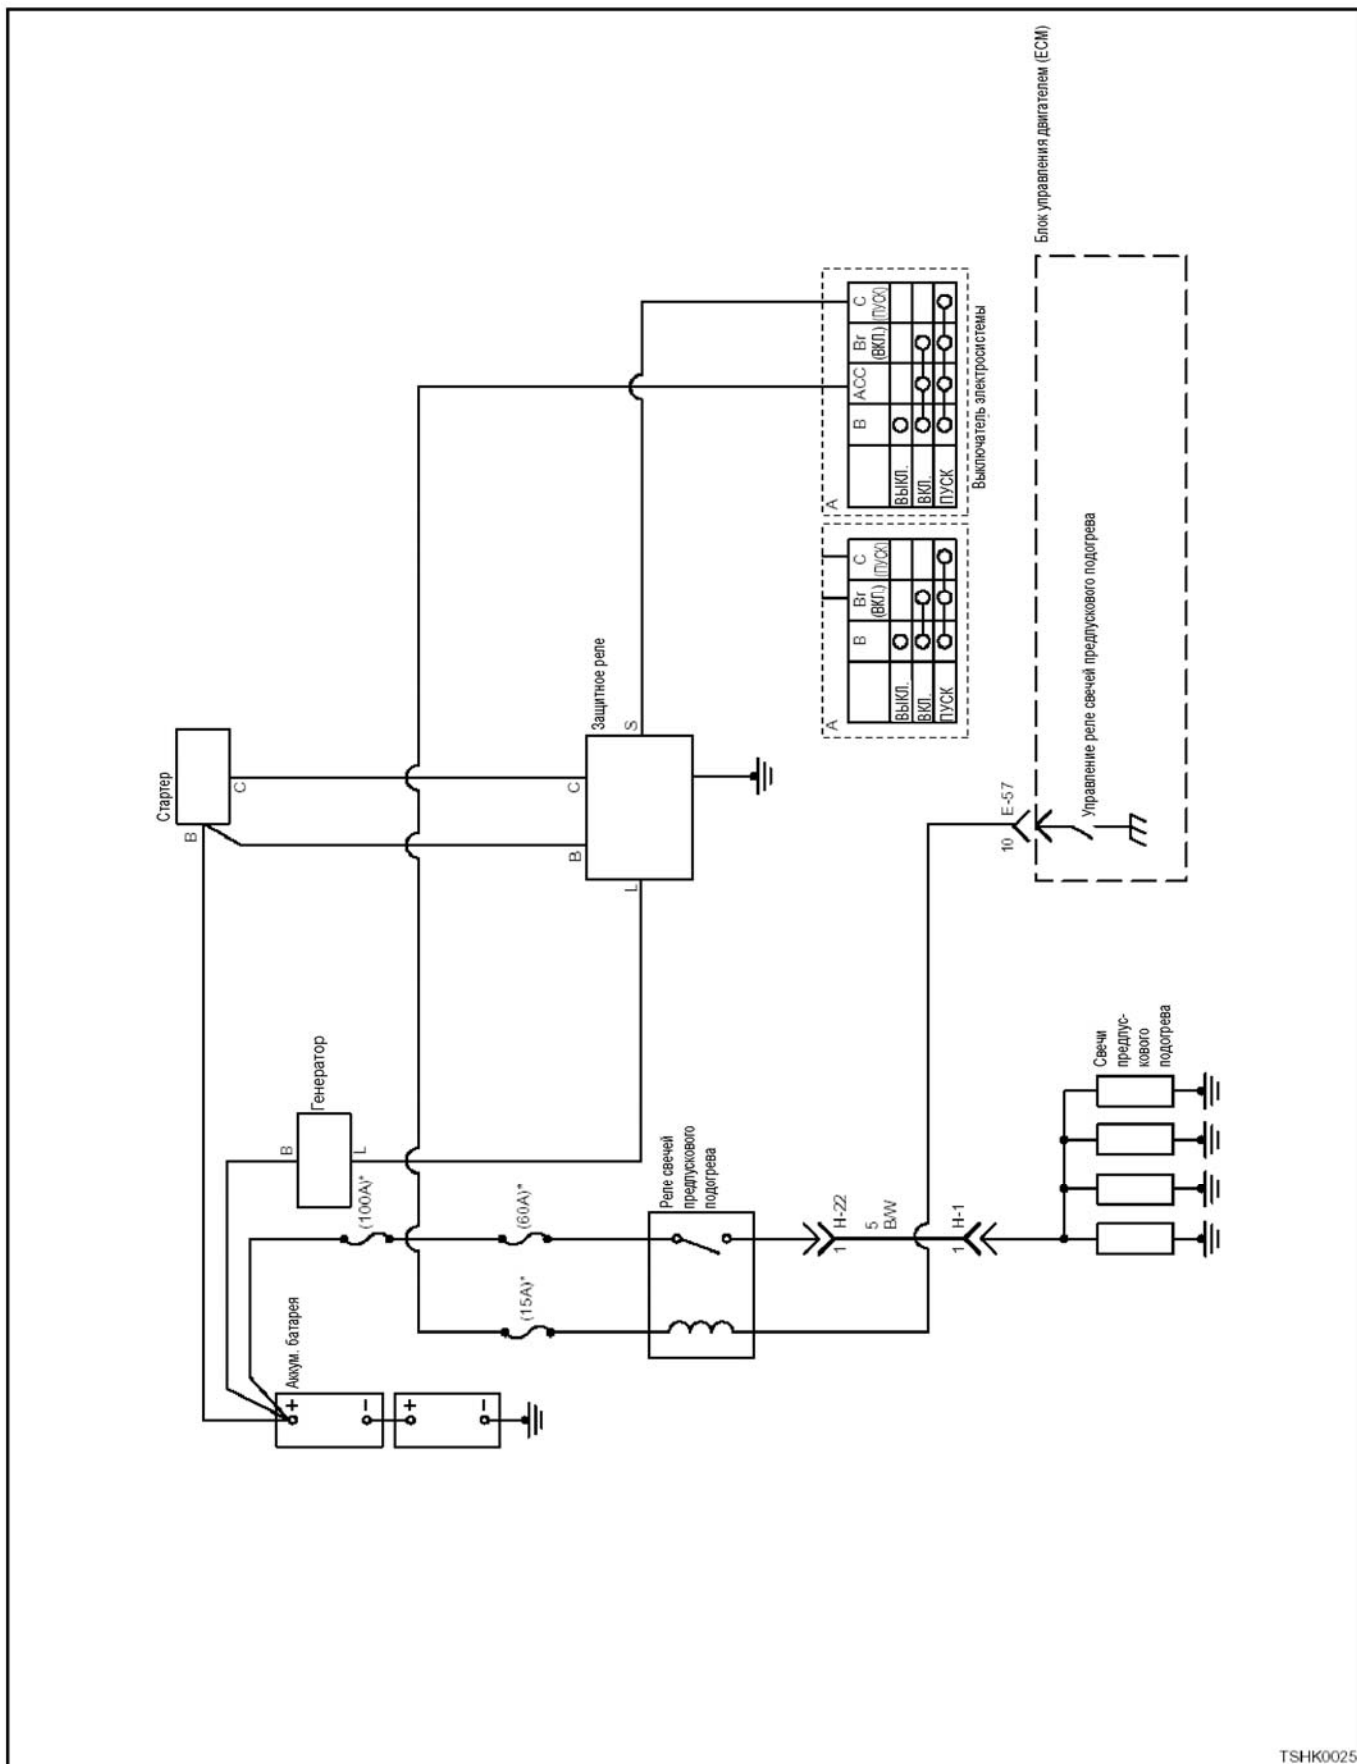 Стартер
B
C
Аккум. батарея
+
−
+
−
Генератор
B
L
(100A)*
(60A)*
(15A)*
Реле свечей
предпускового
подогрева
Защитное реле
B
C
L
S
A
B
Br
(ВКЛ.)
C
(ПУСК)
ВЫКЛ.
ВКЛ.
ПУСК
A
B
ACC
Br
(ВКЛ.)
C
(ПУСК)
ВЫКЛ.
ВКЛ.
ПУСК
Выключатель электросистемы
1
H-22
5
B/W
1
H-1
10
E-57
Свечи
предпус-
кового
подогрева
Управление реле свечей предпускового подогрева
Блок управления двигателем (ECM)
TSHK0025